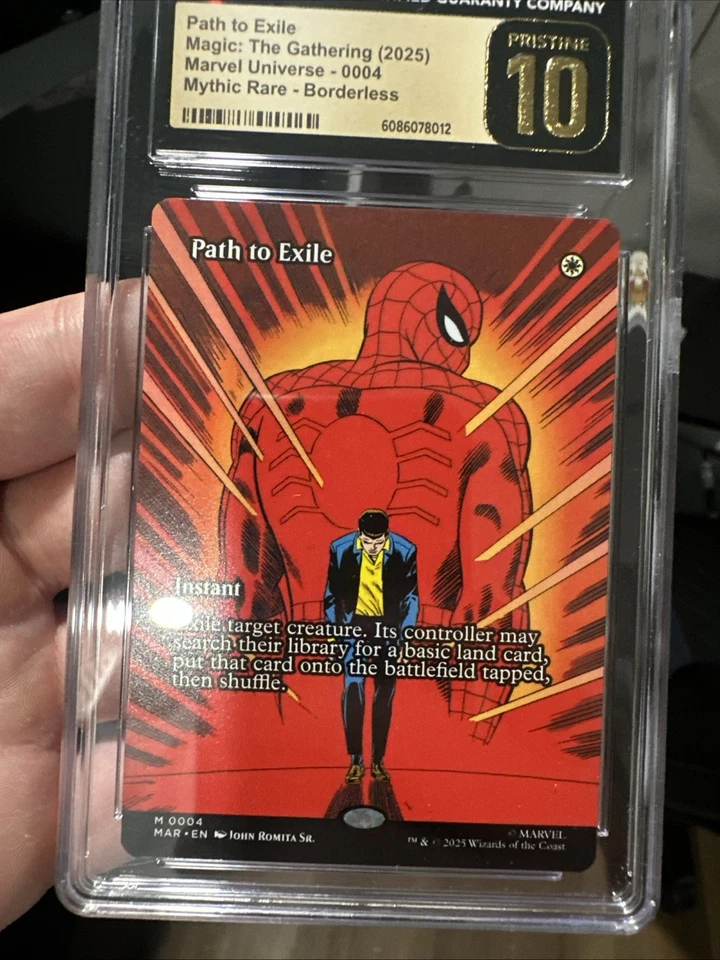 GUARANTY COMPANY
Path to Exile
Magic: The Gathering (2025)
Marvel Universe - 0004
Mythic Rare - Borderless
6086078012
PRISTINE
10
Path to Exile
Instant
target creature. Its controller may
search their library for a basic land card,
put that card onto the battlefield tapped,
then shuffle.
M 0004
MAR • EN John Romita Sr.
© MARVEL
™ & © 2025 Wizards of the Coast